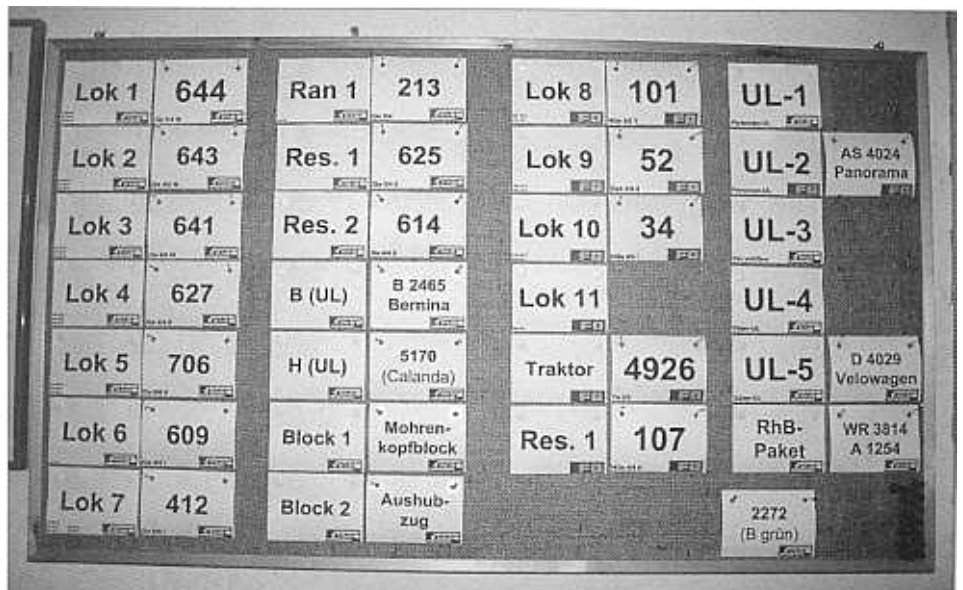 Lok 1 644
Lok 2 643
Lok 3 641
Lok 4 627
Lok 5 706
Lok 6 609
Lok 7 412
Ran 1 213
Res. 1 625
Res. 2 614
B (UL) B 2465
Bernina
H (UL) 5170
(Calanda)
Block 1 Mohren-
kopfblock
Block 2 Aushub-
zug
Lok 8 101
Lok 9 52
Lok 10 34
Lok 11
Traktor 4926
Res. 1 107
UL-1
UL-2 AS 4024
Panorama
UL-3
UL-4
UL-5 D 4029
Velowagen
RhB-
Paket
WR 3814
A 1254
2272
(B grün)